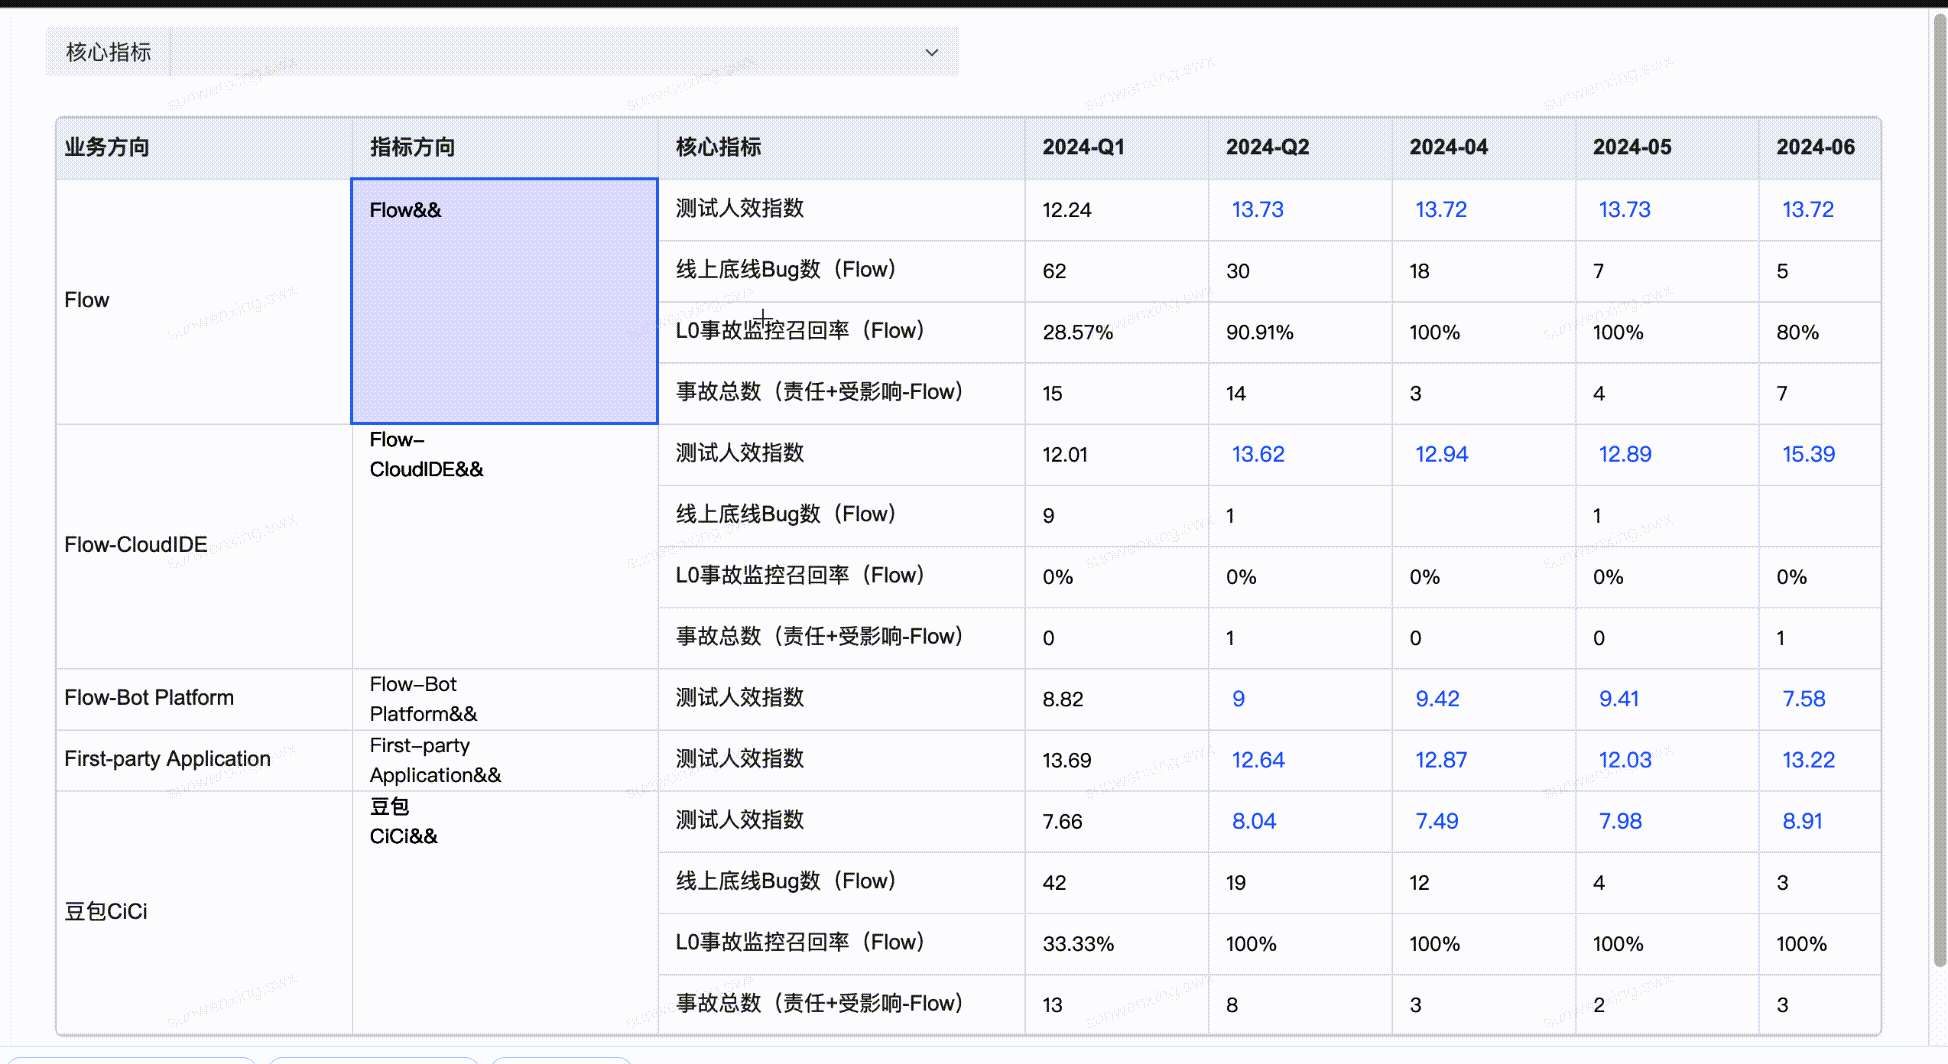 核心指标
业务方向 指标方向 核心指标 2024-Q1 2024-Q2 2024-04 2024-05 2024-06
Flow Flow&& 测试人效指数 12.24 13.73 13.72 13.73 13.72
线上底线Bug数（Flow） 62 30 18 7 5
L0事故监控召回率（Flow） 28.57% 90.91% 100% 100% 80%
事故总数（责任+受影响-Flow） 15 14 3 4 7
Flow-CloudIDE Flow-
CloudIDE&& 测试人效指数 12.01 13.62 12.94 12.89 15.39
线上底线Bug数（Flow） 9 1 1
L0事故监控召回率（Flow） 0% 0% 0% 0% 0%
事故总数（责任+受影响-Flow） 0 1 0 0 1
Flow-Bot Platform Flow-Bot
Platform&& 测试人效指数 8.82 9 9.42 9.41 7.58
First-party Application First-party
Application&& 测试人效指数 13.69 12.64 12.87 12.03 13.22
豆包CiCi 豆包
CiCi&& 测试人效指数 7.66 8.04 7.49 7.98 8.91
线上底线Bug数（Flow） 42 19 12 4 3
L0事故监控召回率（Flow） 33.33% 100% 100% 100% 100%
事故总数（责任+受影响-Flow） 13 8 3 2 3
sunwenxing.swx